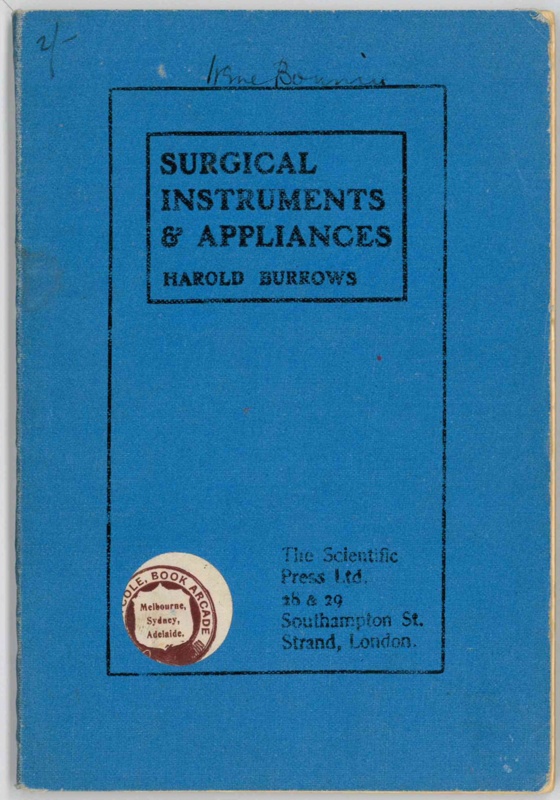 2/-
SURGICAL
INSTRUMENTS
& APPLIANCES
HAROLD BURROWS
The Scientific
Press Ltd.
28 & 29
Southampton St.
Strand, London.
COLE, BOOK ARCADE
Melbourne,
Sydney,
Adelaide.